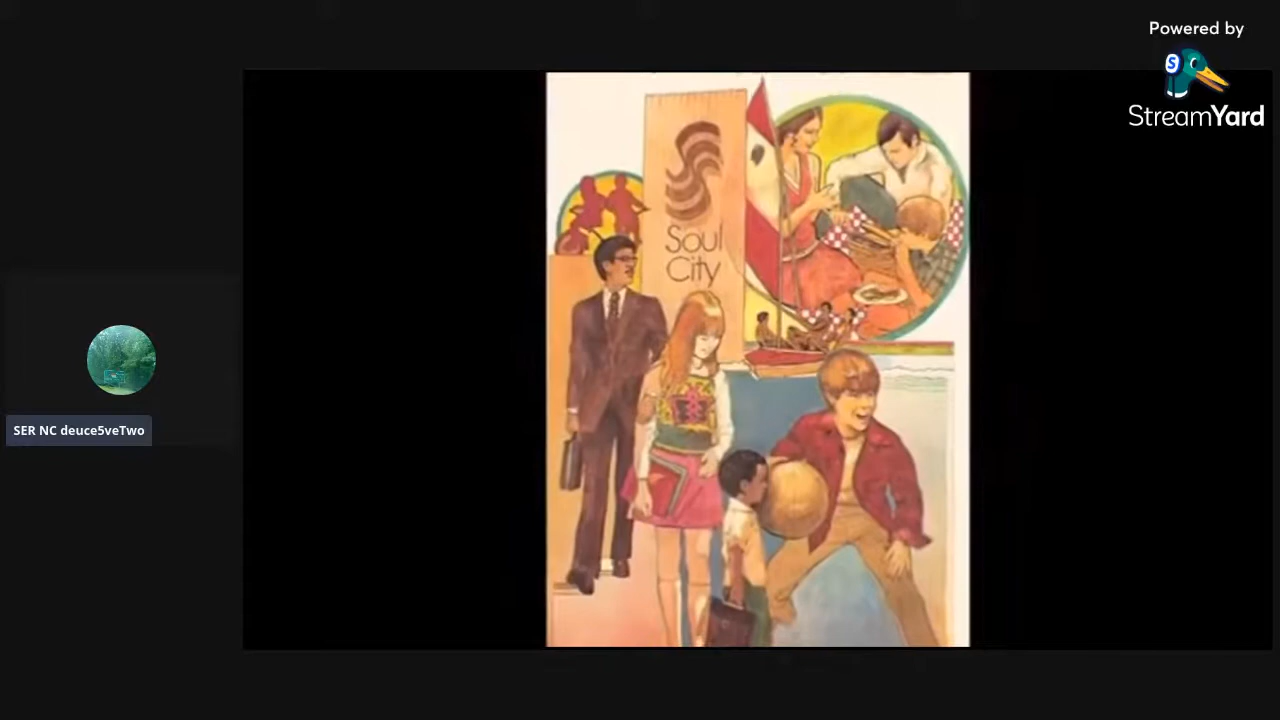 Powered by
S
StreamYard
Soul
City
SER NC deuce5veTwo